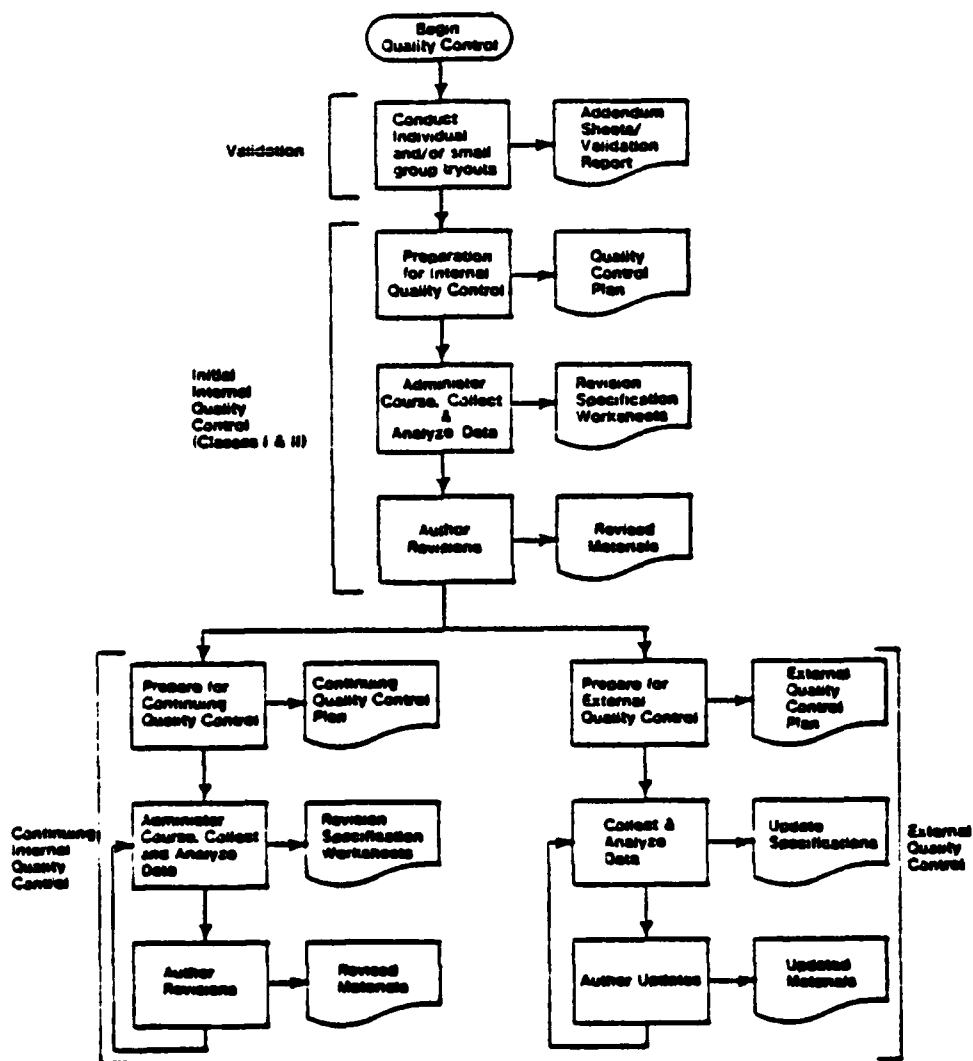 Begin
Quality Control
Validation
Conduct
Individual
and/or small
group tryouts
Addendum
Sheets/
Validation
Report
Initial
Internal
Quality
Control
(Classes I & II)
Preparation
for Internal
Quality Control
Quality
Control
Plan
Administer
Course, Collect
&
Analyze Data
Revision
Specification
Worksheets
Author
Revisions
Revised
Materials
Continuing
Internal
Quality
Control
Prepare for
Continuing
Quality Control
Continuing
Quality Control
Plan
Administer
Course, Collect
and Analyze
Data
Revision
Specification
Worksheets
Author
Revisions
Revised
Materials
Prepare for
External
Quality Control
External
Quality
Control
Plan
Collect &
Analyze
Data
Update
Specifications
Author Updates
Updated
Materials
External
Quality
Control